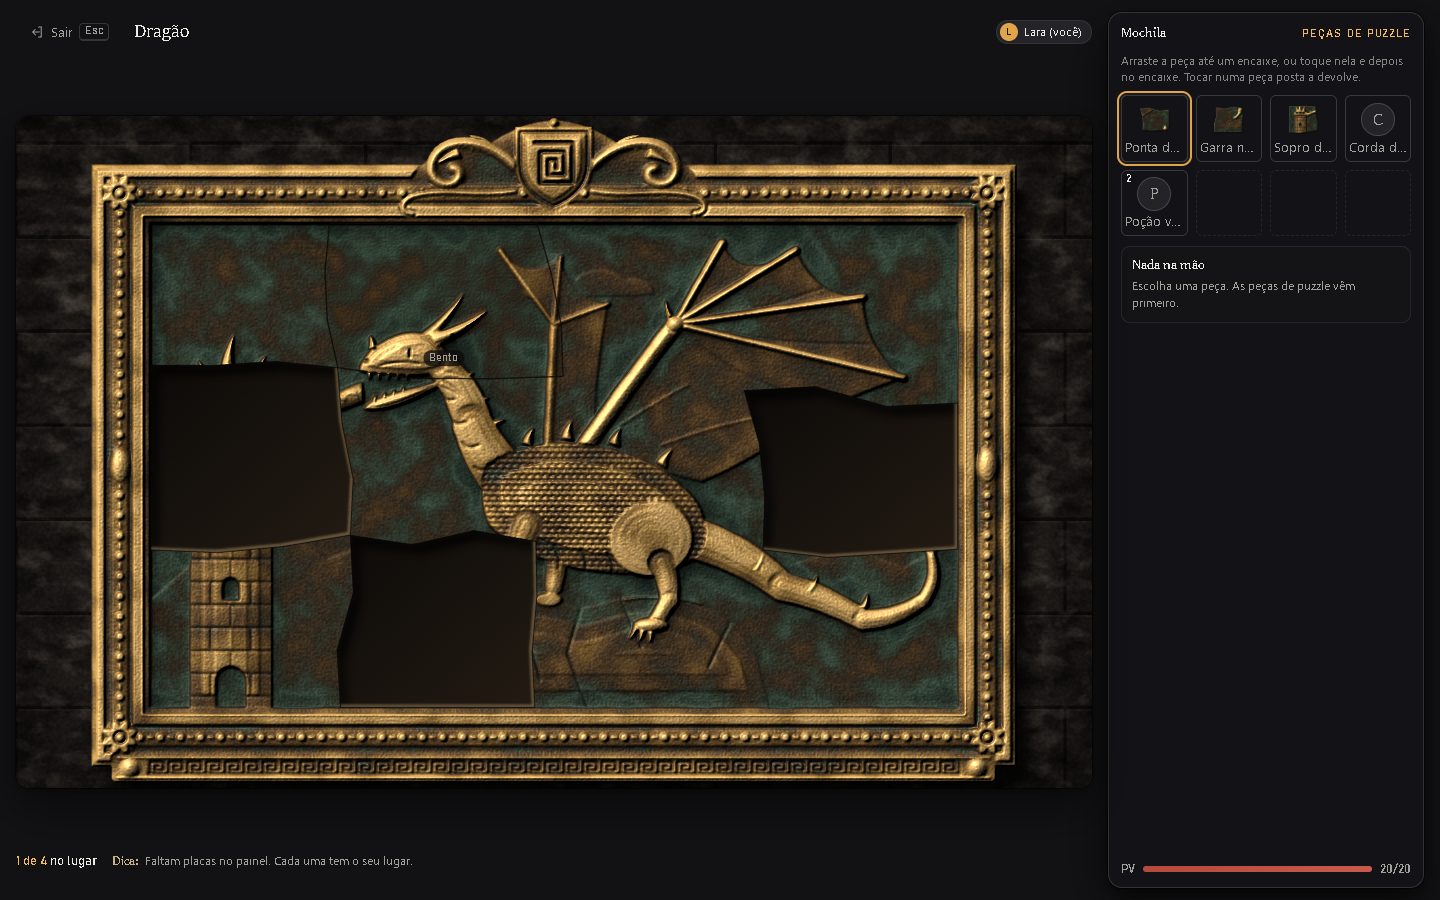 Sair Esc
Dragão
L Lara (você)
Mochila
PEÇAS DE PUZZLE
Arraste a peça até um encaixe, ou toque nela e depois
no encaixe. Tocar numa peça posta a devolve.
Ponta d...
Garra n...
Sopro d...
C
Corda d...
2
P
Poção v...
Nada na mão
Escolha uma peça. As peças de puzzle vêm
primeiro.
Bento
1 de 4 no lugar
Dica: Faltam placas no painel. Cada uma tem o seu lugar.
PV
20/20